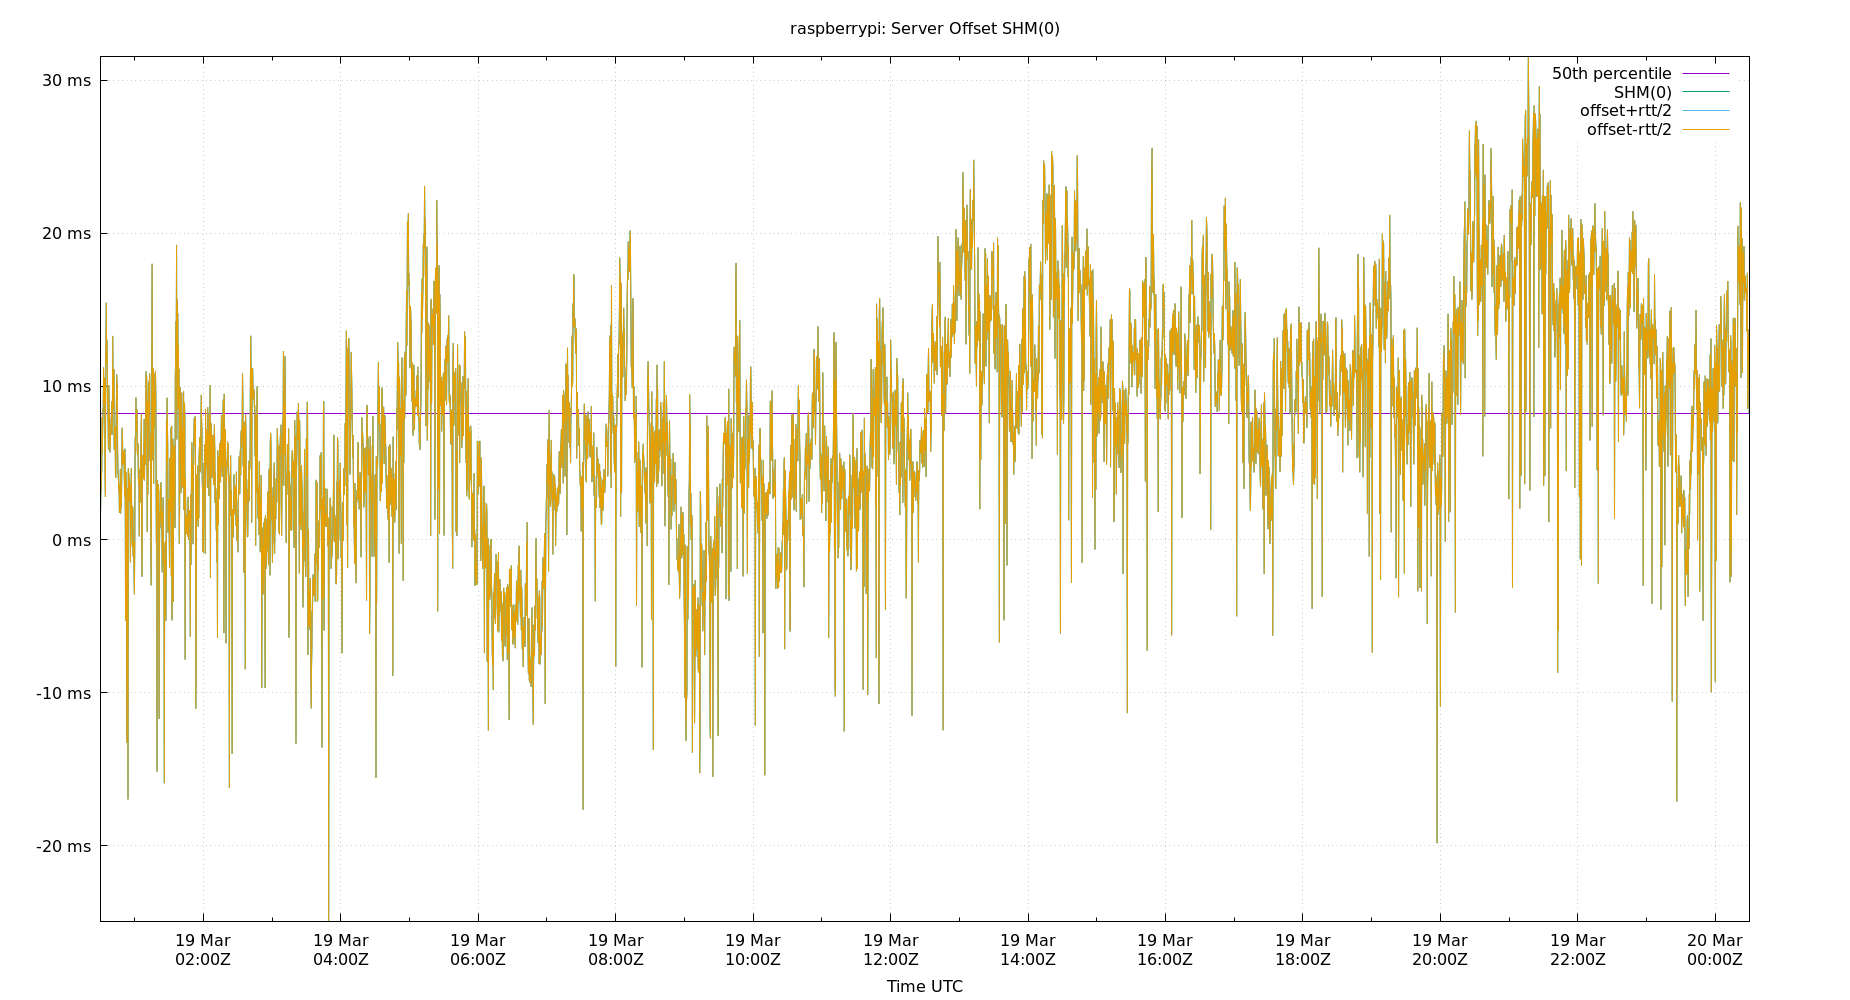 raspberrypi: Server Offset SHM(0)
50th percentile
SHM(0)
offset+rtt/2
offset-rtt/2
30 ms
20 ms
10 ms
0 ms
-10 ms
-20 ms
19 Mar 19 Mar 19 Mar 19 Mar 19 Mar 19 Mar 19 Mar 19 Mar 19 Mar 19 Mar 19 Mar 20 Mar
02:00Z 04:00Z 06:00Z 08:00Z 10:00Z 12:00Z 14:00Z 16:00Z 18:00Z 20:00Z 22:00Z 00:00Z
Time UTC